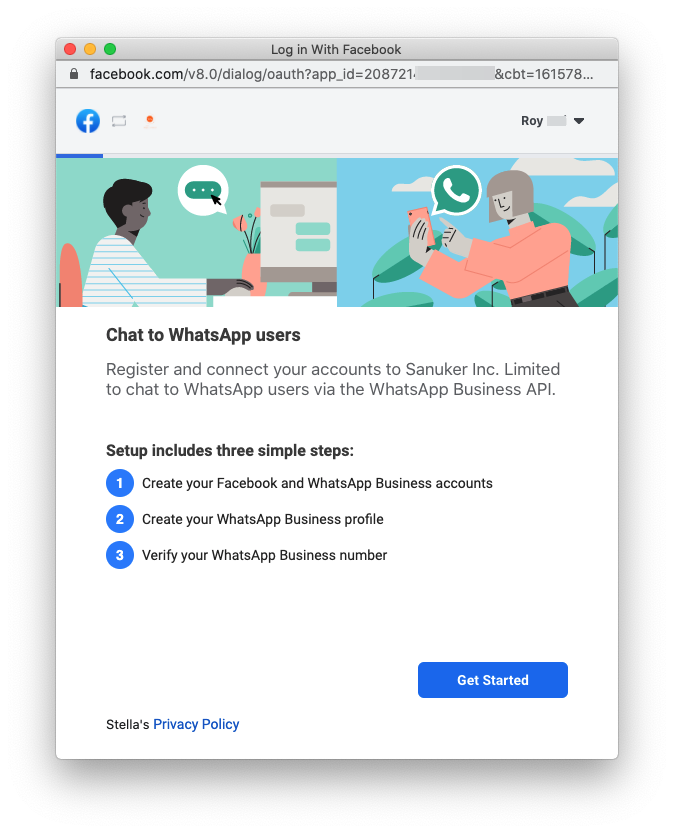 Log in With Facebook
facebook.com/v8.0/dialog/oauth?app_id=208721 &cbt=161578...
Roy
Chat to WhatsApp users
Register and connect your accounts to Sanuker Inc. Limited
to chat to WhatsApp users via the WhatsApp Business API.
Setup includes three simple steps:
1 Create your Facebook and WhatsApp Business accounts
2 Create your WhatsApp Business profile
3 Verify your WhatsApp Business number
Get Started
Stella's Privacy Policy